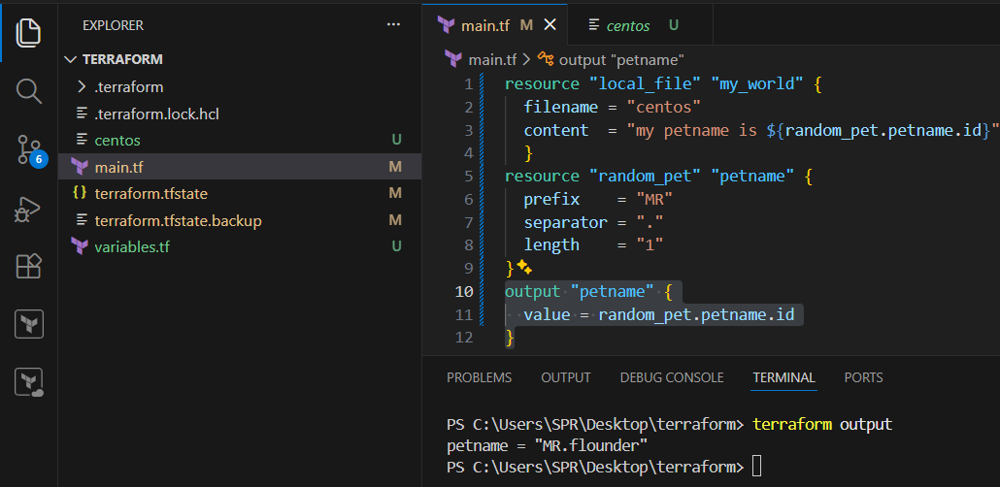 EXPLORER ...
TERRAFORM
.terraform
.terraform.lock.hcl
centos U
main.tf M
terraform.tfstate M
terraform.tfstate.backup M
variables.tf U
6
main.tf M
centos U
main.tf > output "petname"
1 resource "local_file" "my_world" {
2 filename = "centos"
3 content = "my petname is ${random_pet.petname.id}"
4 }
5 resource "random_pet" "petname" {
6 prefix = "MR"
7 separator = "."
8 length = "1"
9 }
10 output "petname" {
11 value = random_pet.petname.id
12 }
PROBLEMS OUTPUT DEBUG CONSOLE TERMINAL PORTS
PS C:\Users\SPR\Desktop\terraform> terraform output
petname = "MR.flounder"
PS C:\Users\SPR\Desktop\terraform>